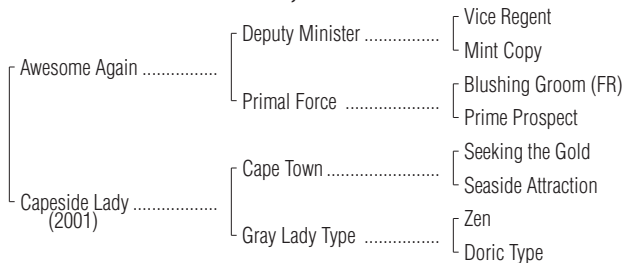 Vice Regent
Deputy Minister ................
Mint Copy
Awesome Again ................
Blushing Groom (FR)
Primal Force ....................
Prime Prospect
Seeking the Gold
Cape Town ........................
Seaside Attraction
Capeside Lady ..................
(2001)
Zen
Gray Lady Type ................
Doric Type